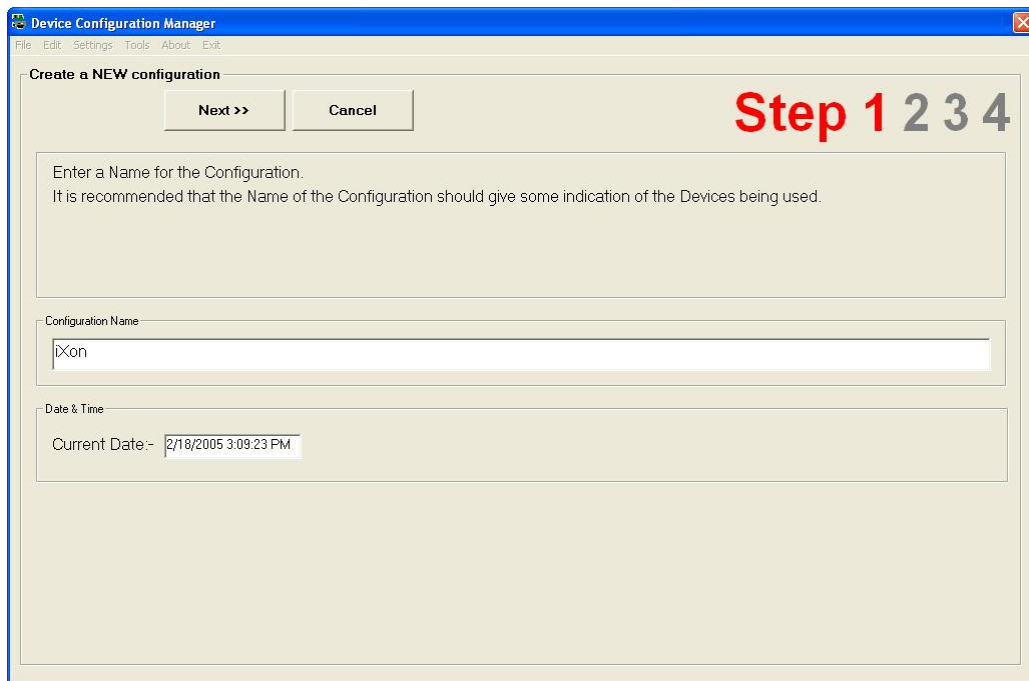 Device Configuration Manager
File Edit Settings Tools About Exit
Create a NEW configuration
Next >> Cancel
Step 1 2 3 4
Enter a Name for the Configuration.
It is recommended that the Name of the Configuration should give some indication of the Devices being used.
Configuration Name
iXon
Date & Time
Current Date:- 2/18/2005 3:09:23 PM